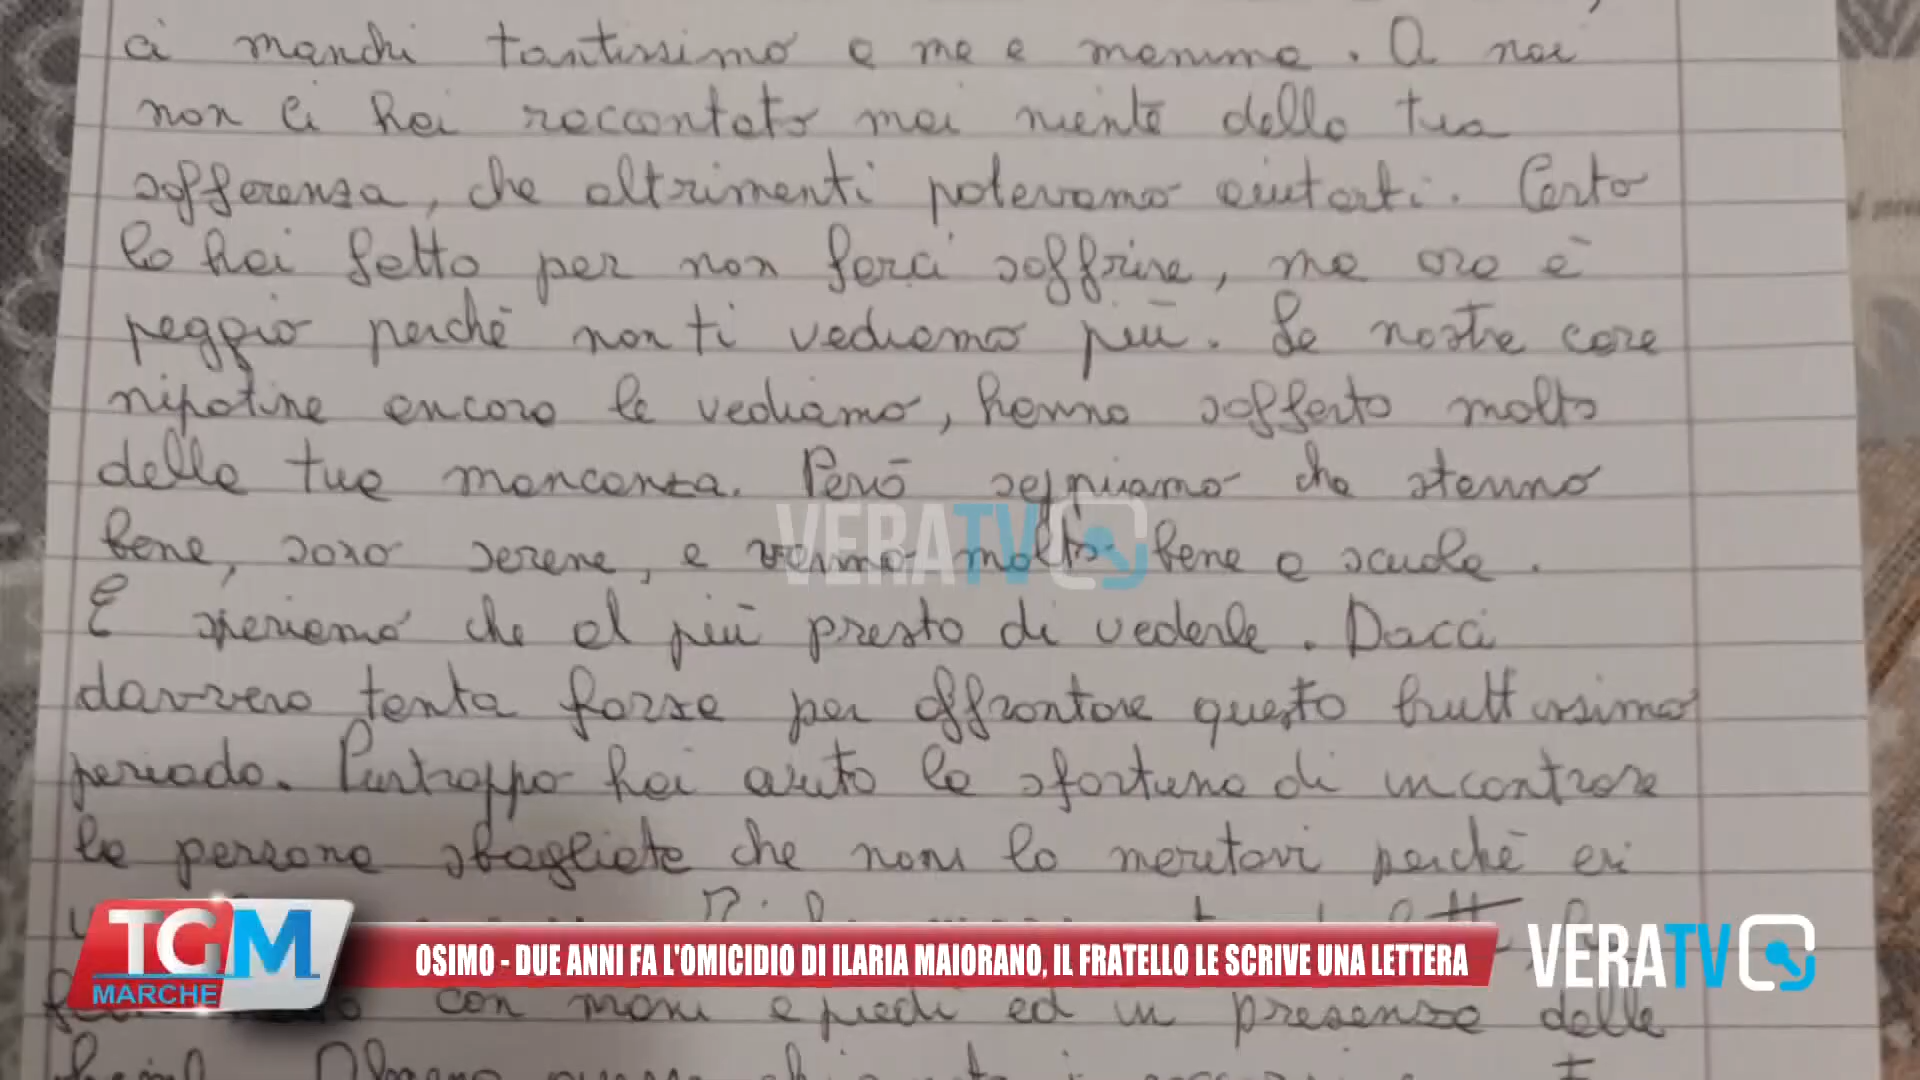 ci manchi tantissimo a me e mamma. A noi
non ci hai raccontato mai niente della tua
sofferenza, che altrimenti potevamo aiutarti. Certo
lo hai fatto per non farci soffrire, ma ora è
peggio perchè non ti vediamo più. Le nostre care
nipotine ancora le vediamo, hanno sofferto molto
della tua mancanza. Però sappiamo che stanno
bene, sono serene, e vanno molto bene a scuola.
E speriamo che al più presto di vederle. Dacci
davvero tanta forza per affrontare questo bruttissimo
periodo. Purtroppo hai avuto la sfortuna di incontrare
la persona sbagliata che non lo meritavi perchè eri
con mani e piedi ed in presenza delle
VERATV
TGM
MARCHE
OSIMO - DUE ANNI FA L'OMICIDIO DI ILARIA MAIORANO, IL FRATELLO LE SCRIVE UNA LETTERA
VERATV